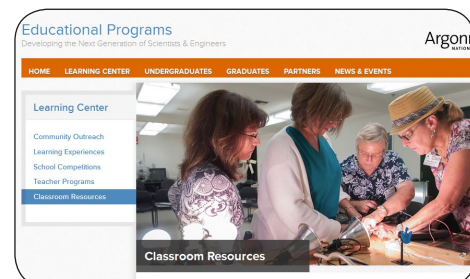 Educational Programs
Developing the Next Generation of Scientists & Engineers
HOME LEARNING CENTER UNDERGRADUATES GRADUATES PARTNERS NEWS & EVENTS
Learning Center
Community Outreach
Learning Experiences
School Competitions
Teacher Programs
Classroom Resources
Classroom Resources